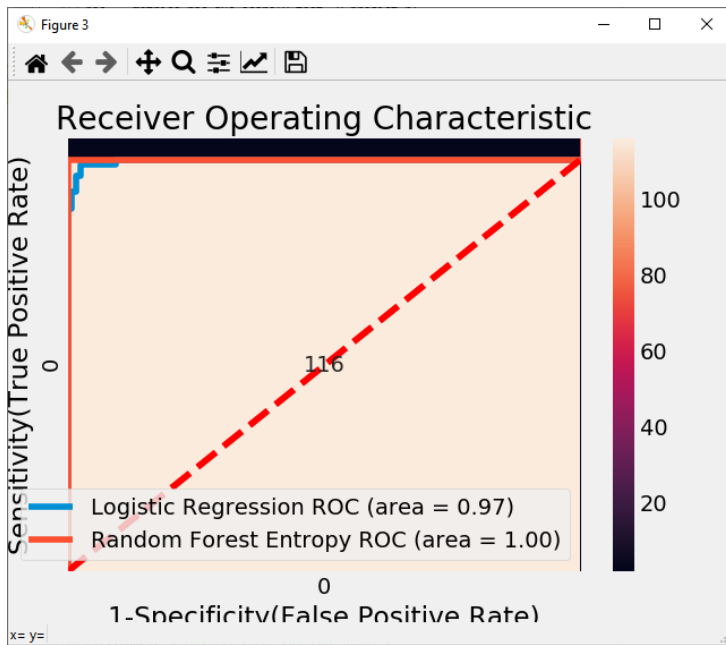 Figure 3
Receiver Operating Characteristic
Sensitivity(True Positive Rate)
0
116
100
80
60
40
20
Logistic Regression ROC (area = 0.97)
Random Forest Entropy ROC (area = 1.00)
0
1-Specificity(False Positive Rate)
x= y=